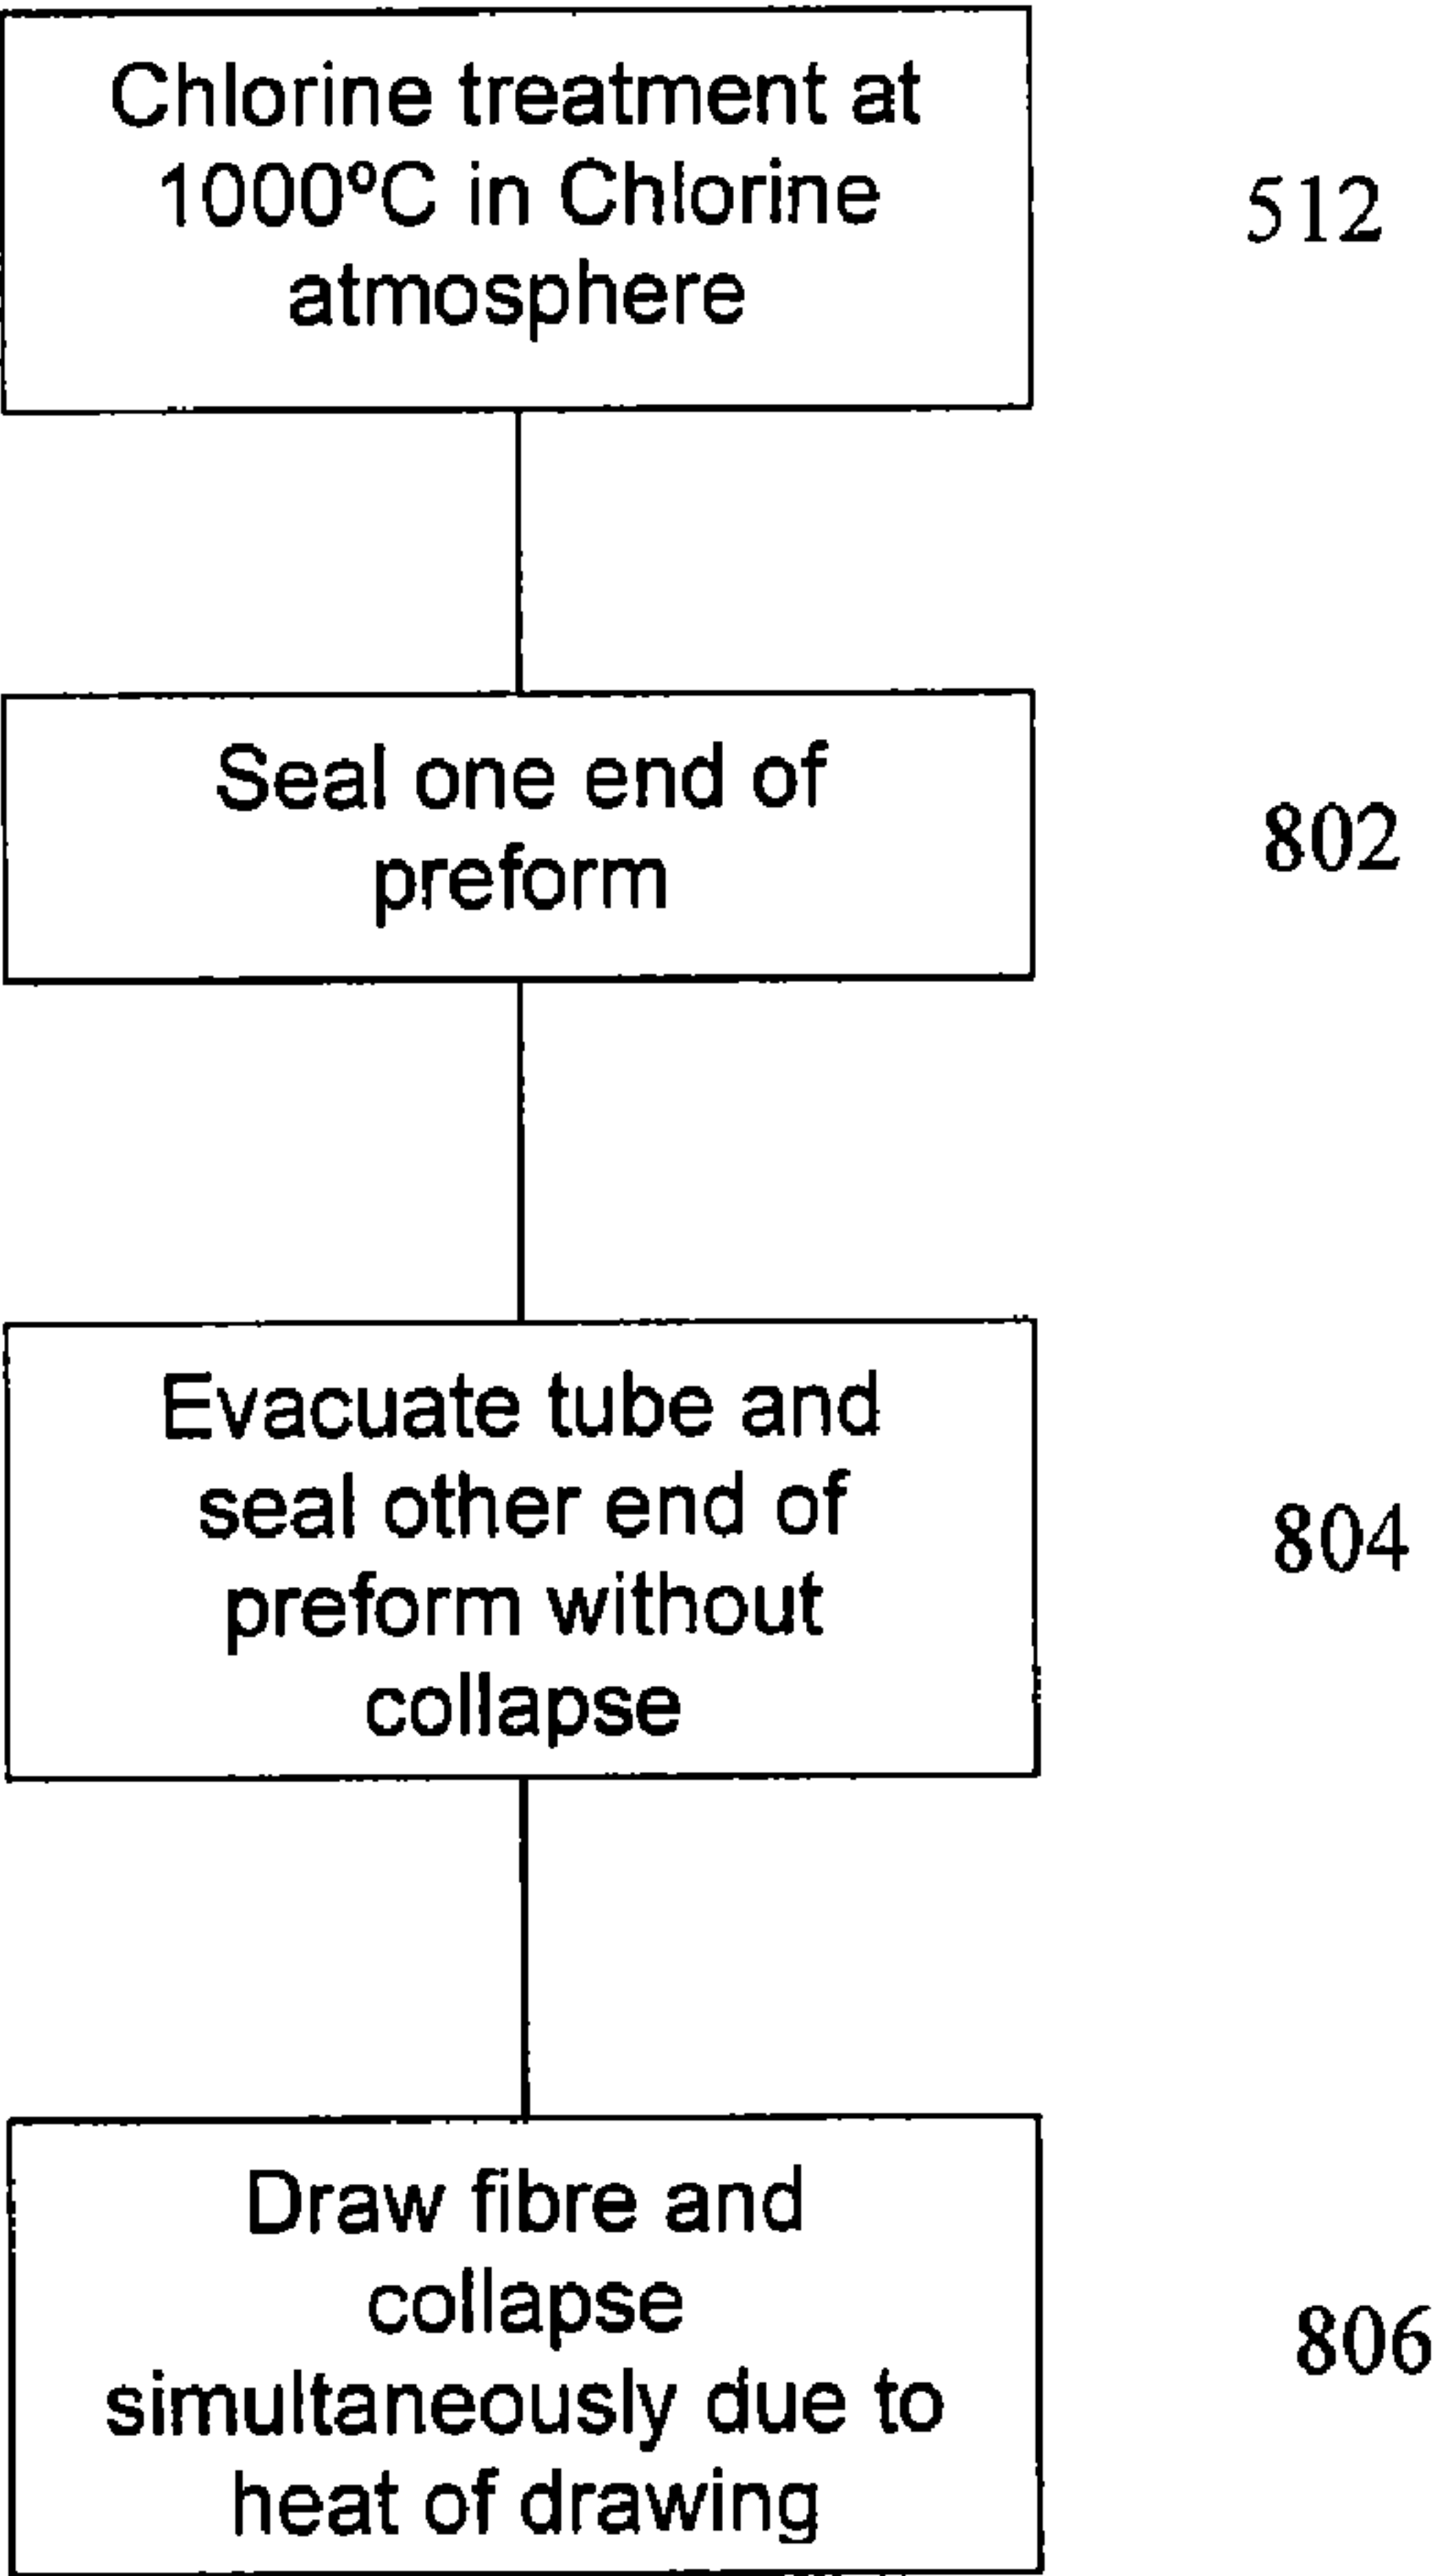 Chlorine treatment at
1000ºC in Chlorine
atmosphere
512
Seal one end of
preform
802
Evacuate tube and
seal other end of
preform without
collapse
804
Draw fibre and
collapse
simultaneously due to
heat of drawing
806